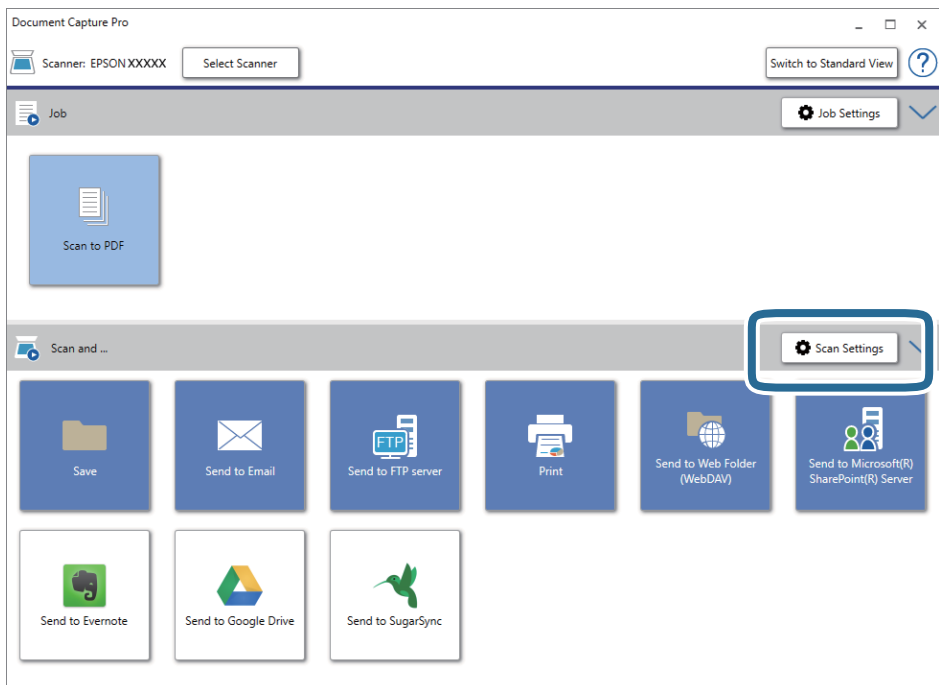 Document Capture Pro
Scanner: EPSON XXXXX
Select Scanner
Switch to Standard View
?
Job
Job Settings
Scan to PDF
Scan and ...
Scan Settings
Save
Send to Email
FTP
Send to FTP server
Print
Send to Web Folder
(WebDAV)
Send to Microsoft(R)
SharePoint(R) Server
Send to Evernote
Send to Google Drive
Send to SugarSync